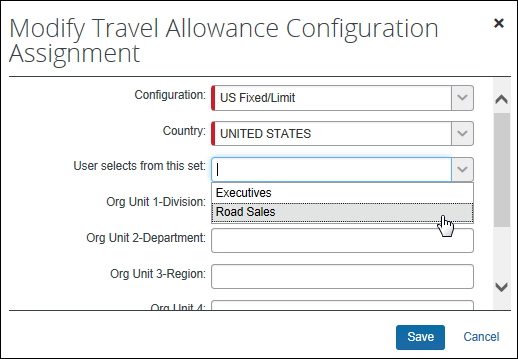 Modify Travel Allowance Configuration
Assignment
Configuration: US Fixed/Limit
Country: UNITED STATES
User selects from this set:
Executives
Org Unit 1-Division:
Road Sales
Org Unit 2-Department:
Org Unit 3-Region:
Org Unit 4:
Save Cancel